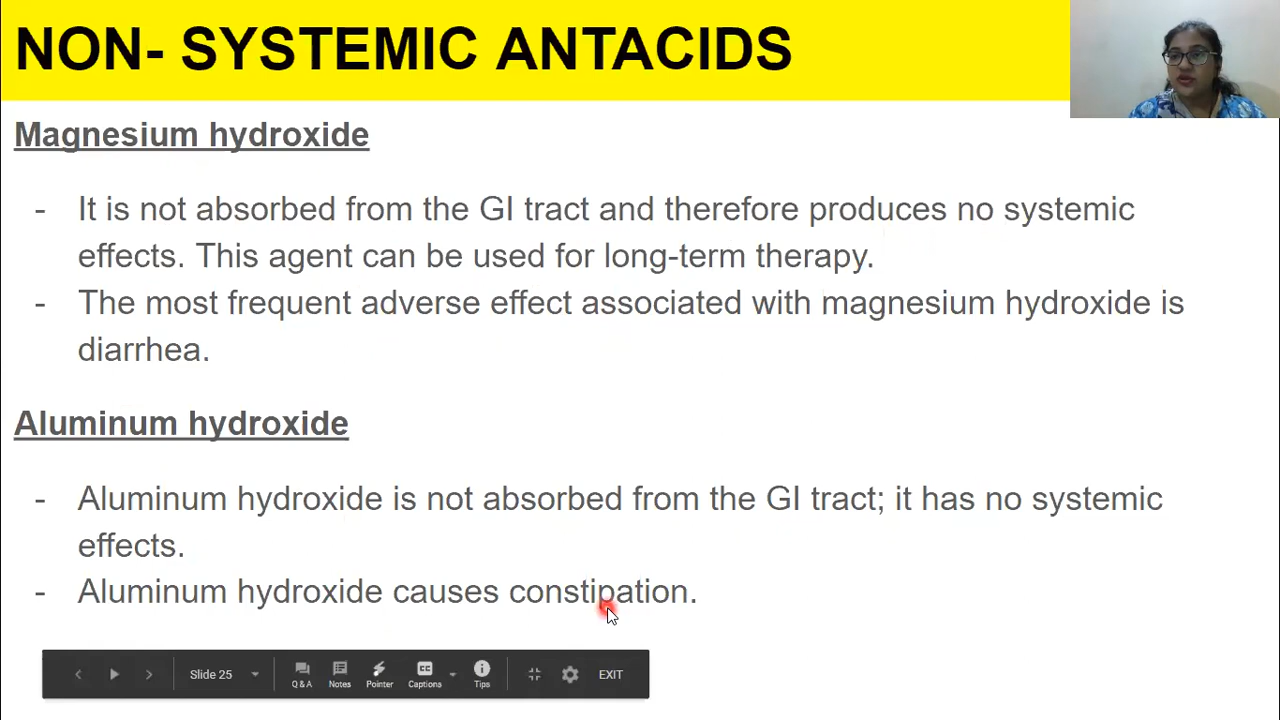 NON- SYSTEMIC ANTACIDS
Magnesium hydroxide
- It is not absorbed from the GI tract and therefore produces no systemic
effects. This agent can be used for long-term therapy.
- The most frequent adverse effect associated with magnesium hydroxide is
diarrhea.
Aluminum hydroxide
- Aluminum hydroxide is not absorbed from the GI tract; it has no systemic
effects.
- Aluminum hydroxide causes constipation.
Slide 25 Q & A Notes Pointer CC Captions Tips EXIT